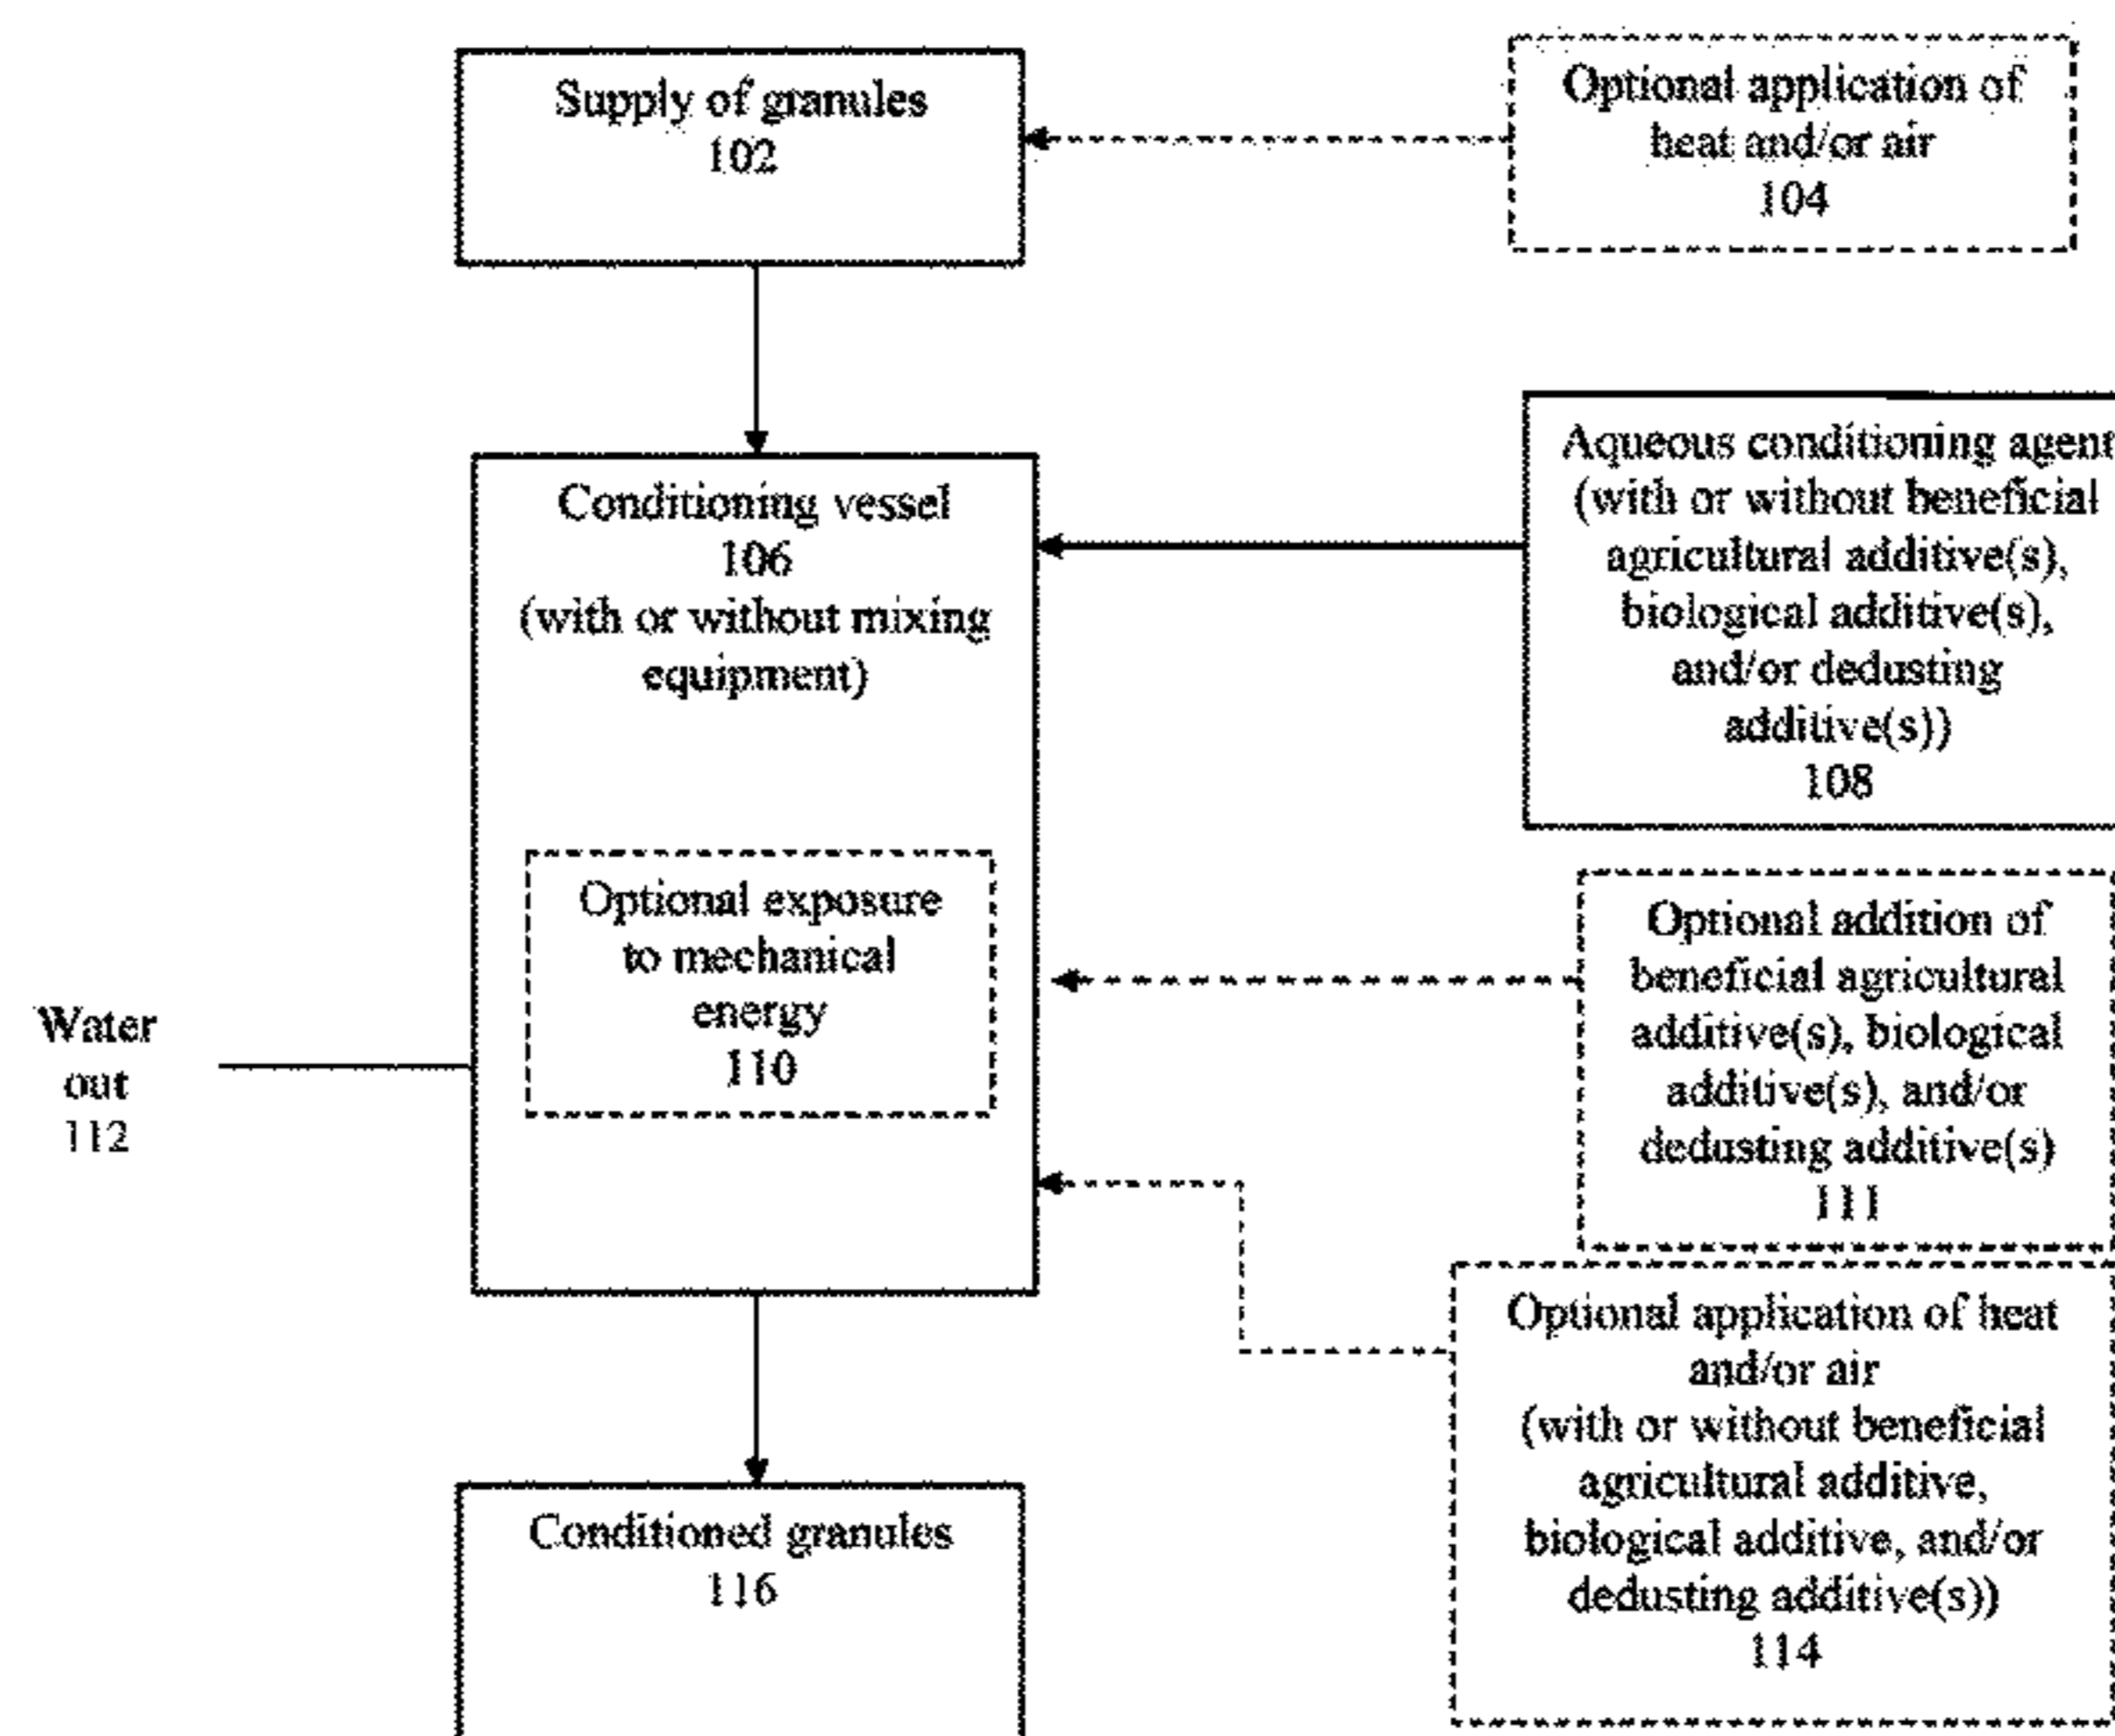 Supply of granules
102
Optional application of
heat and/or air
104
Conditioning vessel
106
(with or without mixing
equipment)
Aqueous conditioning agent
(with or without beneficial
agricultural additive(s),
biological additive(s),
and/or dedusting
additive(s))
108
Optional exposure
to mechanical
energy
110
Optional addition of
beneficial agricultural
additive(s), biological
additive(s), and/or
dedusting additive(s)
111
Water
out
112
Optional application of heat
and/or air
(with or without beneficial
agricultural additive,
biological additive, and/or
dedusting additive(s))
114
Conditioned granules
116